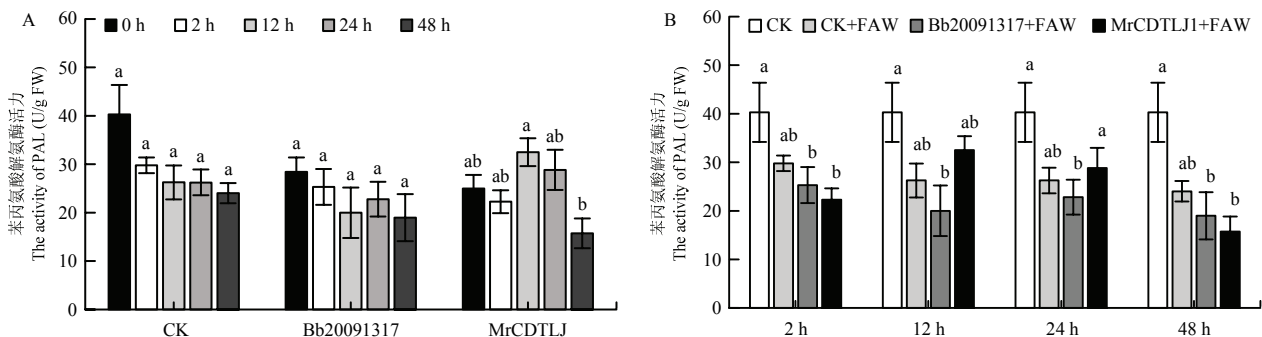 A
0 h 2 h 12 h 24 h 48 h
苯丙氨酸解氨酶活力
The activity of PAL (U/g FW)
60
50
40
30
20
10
0
a a a a a
a a a a a
ab ab a ab b
CK Bb20091317 MrCDTLJ
B
CK CK+FAW Bb20091317+FAW MrCDTLJ1+FAW
苯丙氨酸解氨酶活力
The activity of PAL (U/g FW)
60
50
40
30
20
10
0
a ab b b
a ab b ab
a ab b a
a ab b b
2 h 12 h 24 h 48 h